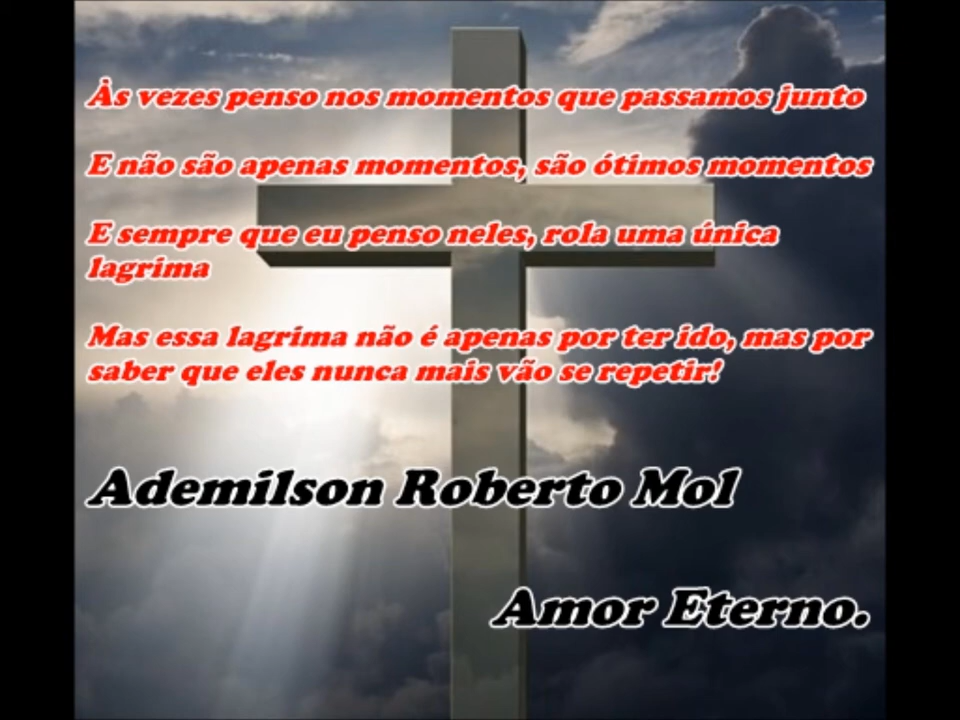 Às vezes penso nos momentos que passamos junto
E não são apenas momentos, são ótimos momentos
E sempre que eu penso neles, rola uma única
lagrima
Mas essa lagrima não é apenas por ter ido, mas por
saber que eles nunca mais vão se repetir!
Ademilson Roberto Mol
Amor Eterno.